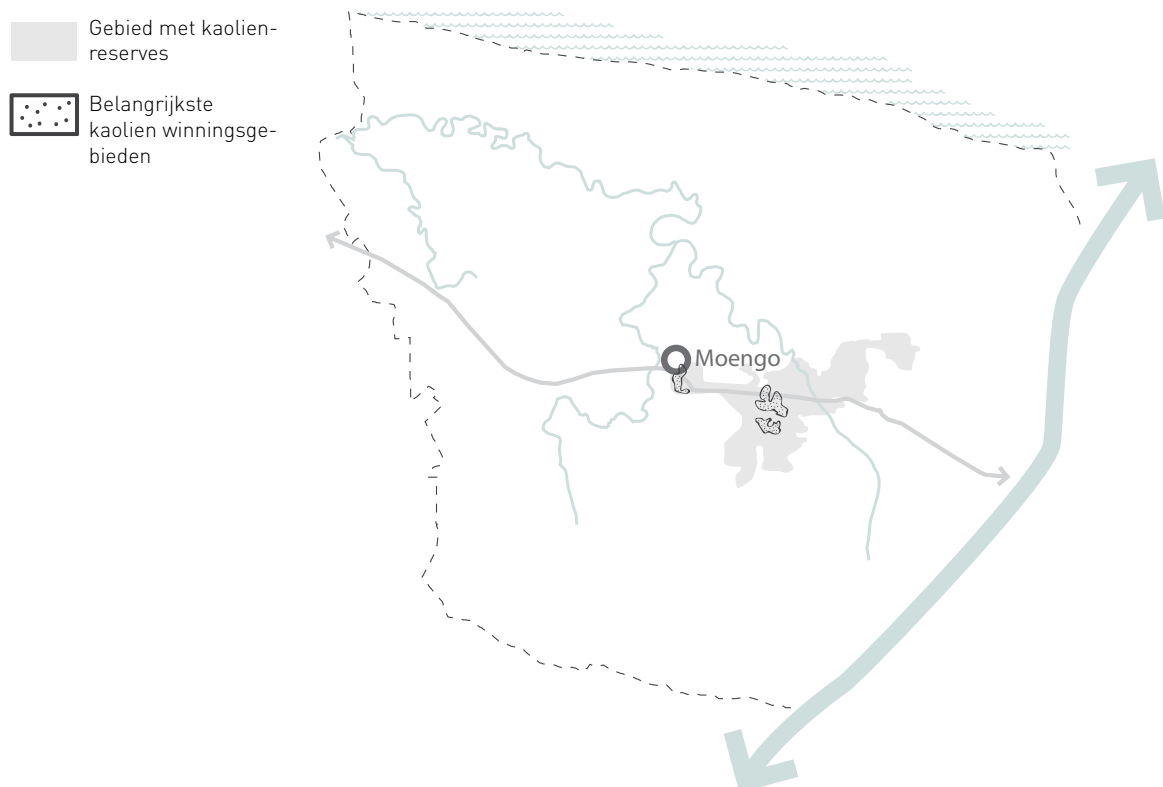 Gebied met kaolien-
reserves
Belangrijkste
kaolien winningsge-
bieden
Moengo